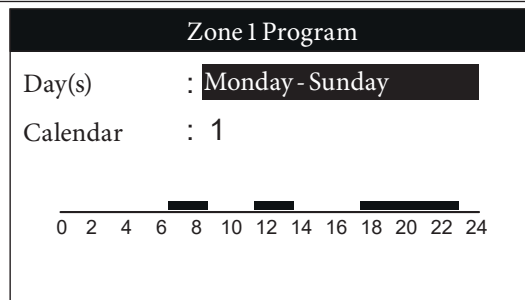 Zone 1 Program
Day(s) : Monday - Sunday
Calendar : 1
0 2 4 6 8 10 12 14 16 18 20 22 24